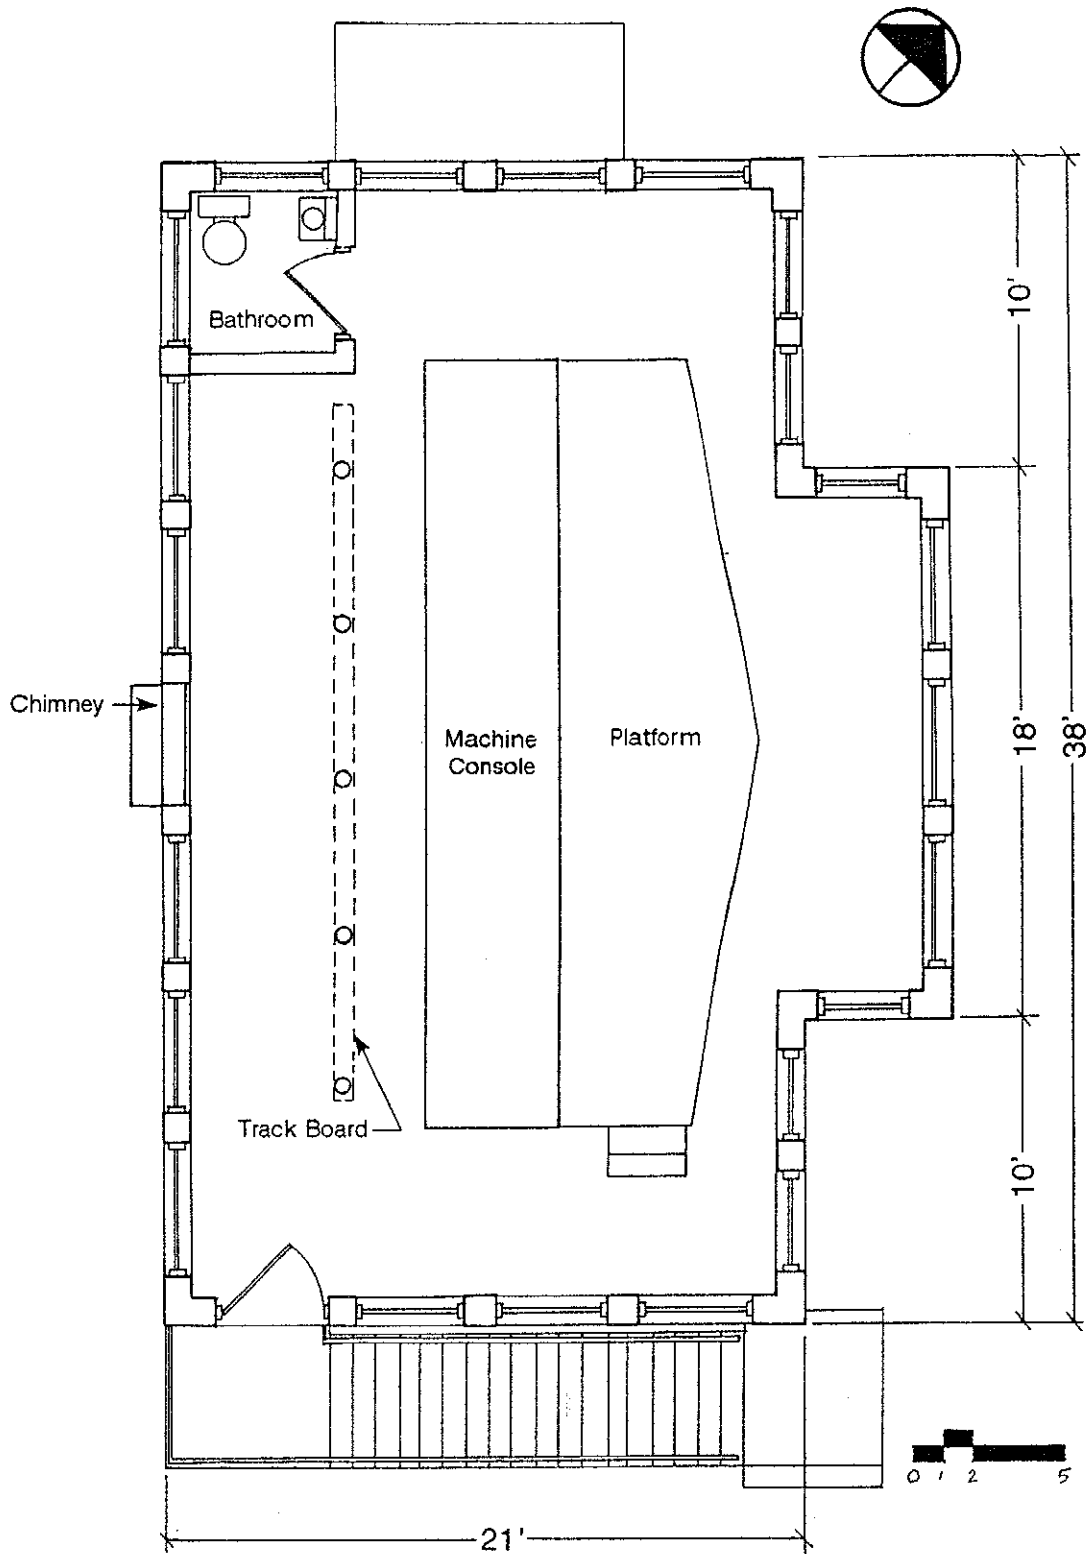 Bathroom
10'
Chimney
Machine
Console
Platform
18'
38'
Track Board
10'
0 1 2 5
21'